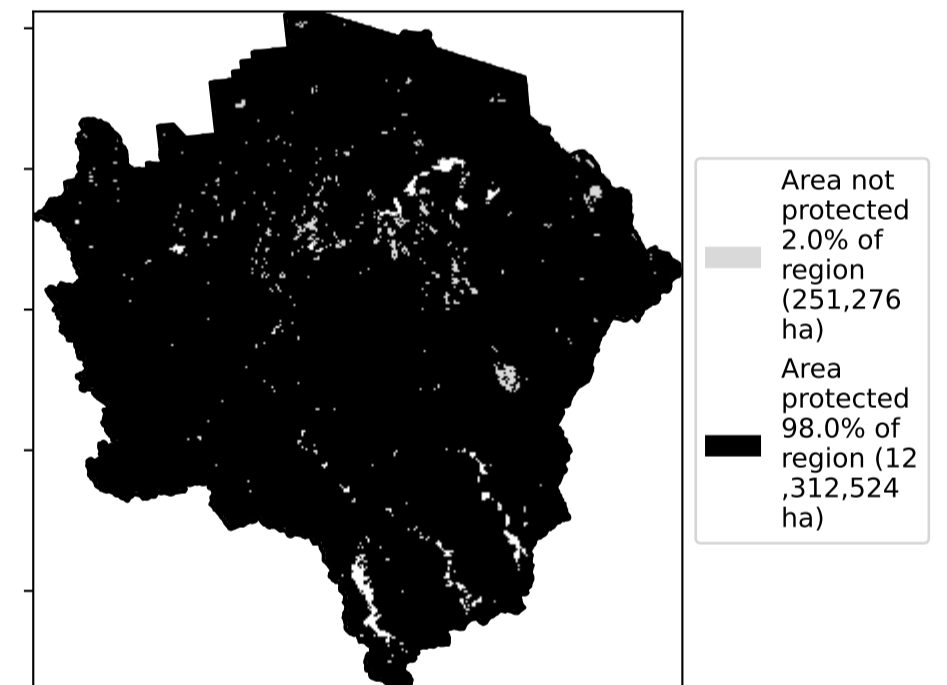 Area not
protected
2.0% of
region
(251,276
ha)
Area
protected
98.0% of
region (12
,312,524
ha)